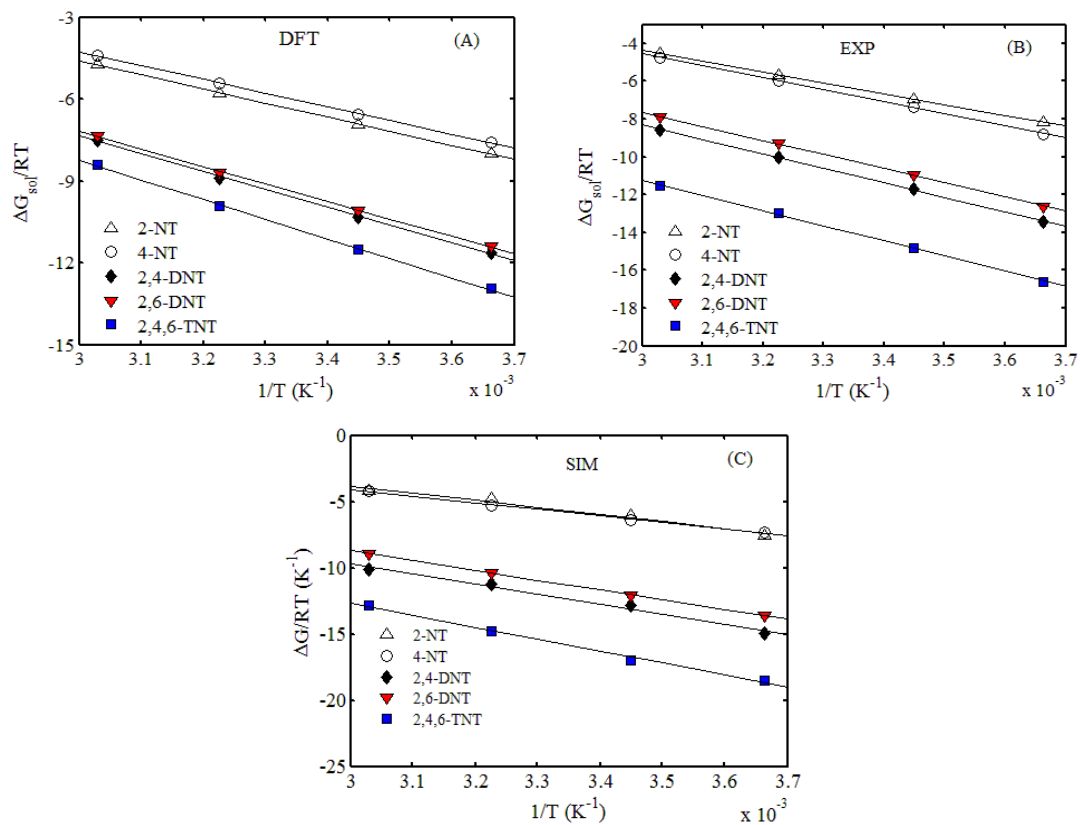 DFT
(A)
-3
-6
-9
-12
-15
ΔG_sol/RT
2-NT
4-NT
2,4-DNT
2,6-DNT
2,4,6-TNT
3 3.1 3.2 3.3 3.4 3.5 3.6 3.7
1/T (K⁻¹)
x 10⁻³
EXP
(B)
-4
-6
-8
-10
-12
-14
-16
-18
-20
ΔG_sol/RT
2-NT
4-NT
2,4-DNT
2,6-DNT
2,4,6-TNT
3 3.1 3.2 3.3 3.4 3.5 3.6 3.7
1/T (K⁻¹)
x 10⁻³
SIM
(C)
0
-5
-10
-15
-20
-25
ΔG/RT (K⁻¹)
2-NT
4-NT
2,4-DNT
2,6-DNT
2,4,6-TNT
3 3.1 3.2 3.3 3.4 3.5 3.6 3.7
1/T (K⁻¹)
x 10⁻³